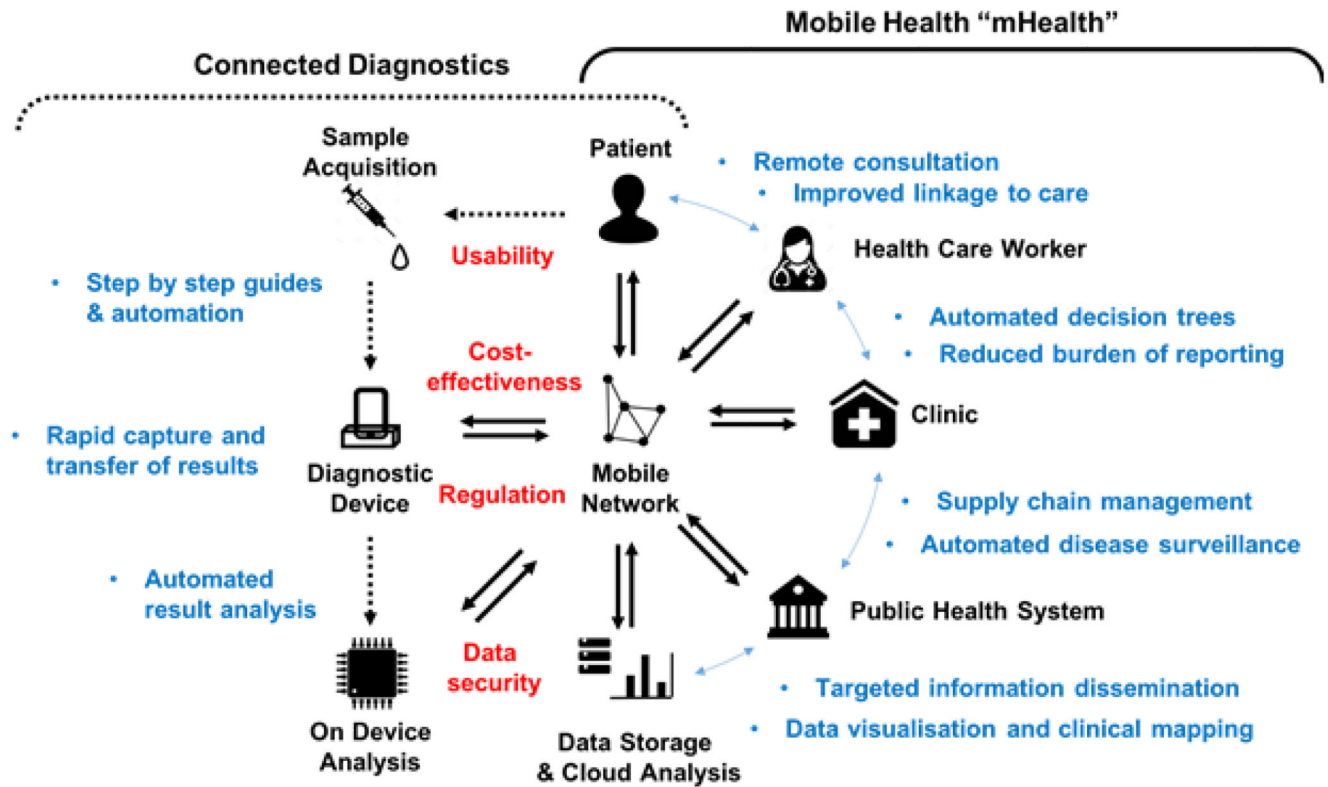 Mobile Health “mHealth”
Connected Diagnostics
Sample
Acquisition
Patient
• Remote consultation
• Improved linkage to care
Usability
Health Care Worker
• Step by step guides
& automation
• Automated decision trees
• Reduced burden of reporting
Cost-
effectiveness
Clinic
• Rapid capture and
transfer of results
Diagnostic
Device
Regulation
Mobile
Network
• Supply chain management
• Automated disease surveillance
• Automated
result analysis
Public Health System
Data
security
• Targeted information dissemination
• Data visualisation and clinical mapping
On Device
Analysis
Data Storage
& Cloud Analysis